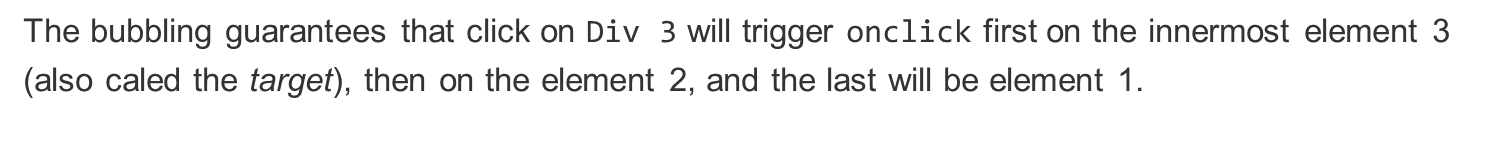 The bubbling guarantees that click on Div 3 will trigger onclick first on the innermost element 3
(also caled the target), then on the element 2, and the last will be element 1.